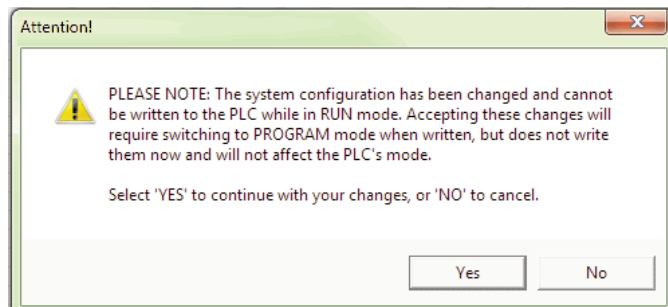 Attention!
PLEASE NOTE: The system configuration has been changed and cannot
be written to the PLC while in RUN mode. Accepting these changes will
require switching to PROGRAM mode when written, but does not write
them now and will not affect the PLC's mode.
Select 'YES' to continue with your changes, or 'NO' to cancel.
Yes
No